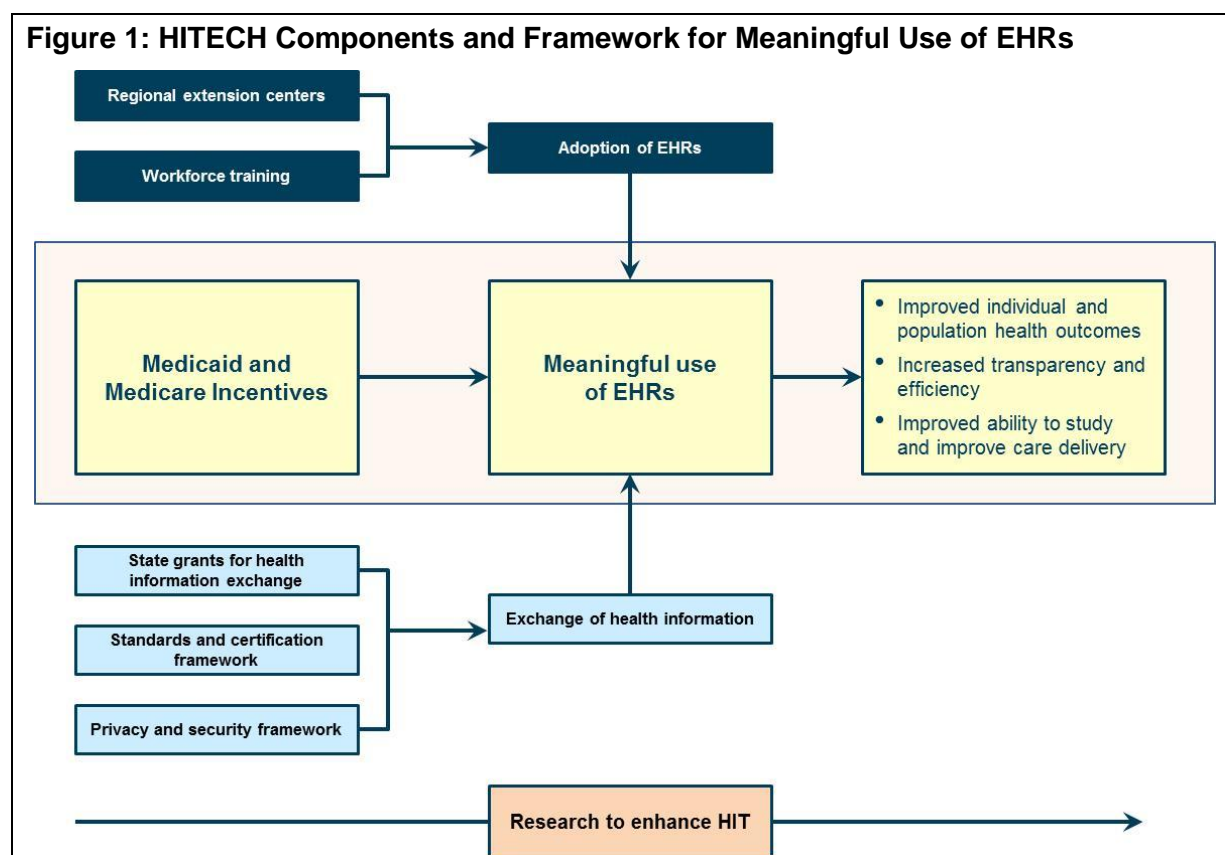 Figure 1: HITECH Components and Framework for Meaningful Use of EHRs
Regional extension centers
Workforce training
Adoption of EHRs
Medicaid and
Medicare Incentives
Meaningful use
of EHRs
• Improved individual and
population health outcomes
• Increased transparency and
efficiency
• Improved ability to study
and improve care delivery
State grants for health
information exchange
Standards and certification
framework
Privacy and security framework
Exchange of health information
Research to enhance HIT